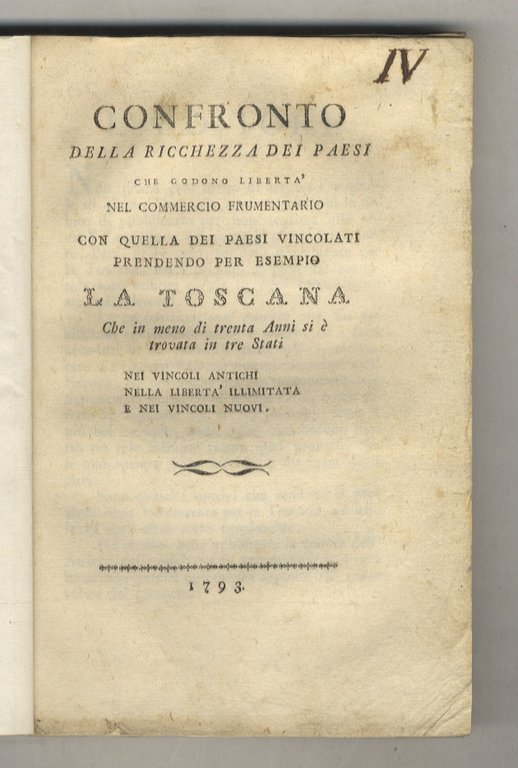 IV
CONFRONTO
DELLA RICCHEZZA DEI PAESI
CHE GODONO LIBERTA'
NEL COMMERCIO FRUMENTARIO
CON QUELLA DEI PAESI VINCOLATI
PRENDENDO PER ESEMPIO
LA TOSCANA
Che in meno di trenta Anni si è
trovata in tre Stati
NEI VINCOLI ANTICHI
NELLA LIBERTA' ILLIMITATA
E NEI VINCOLI NUOVI.
1793.